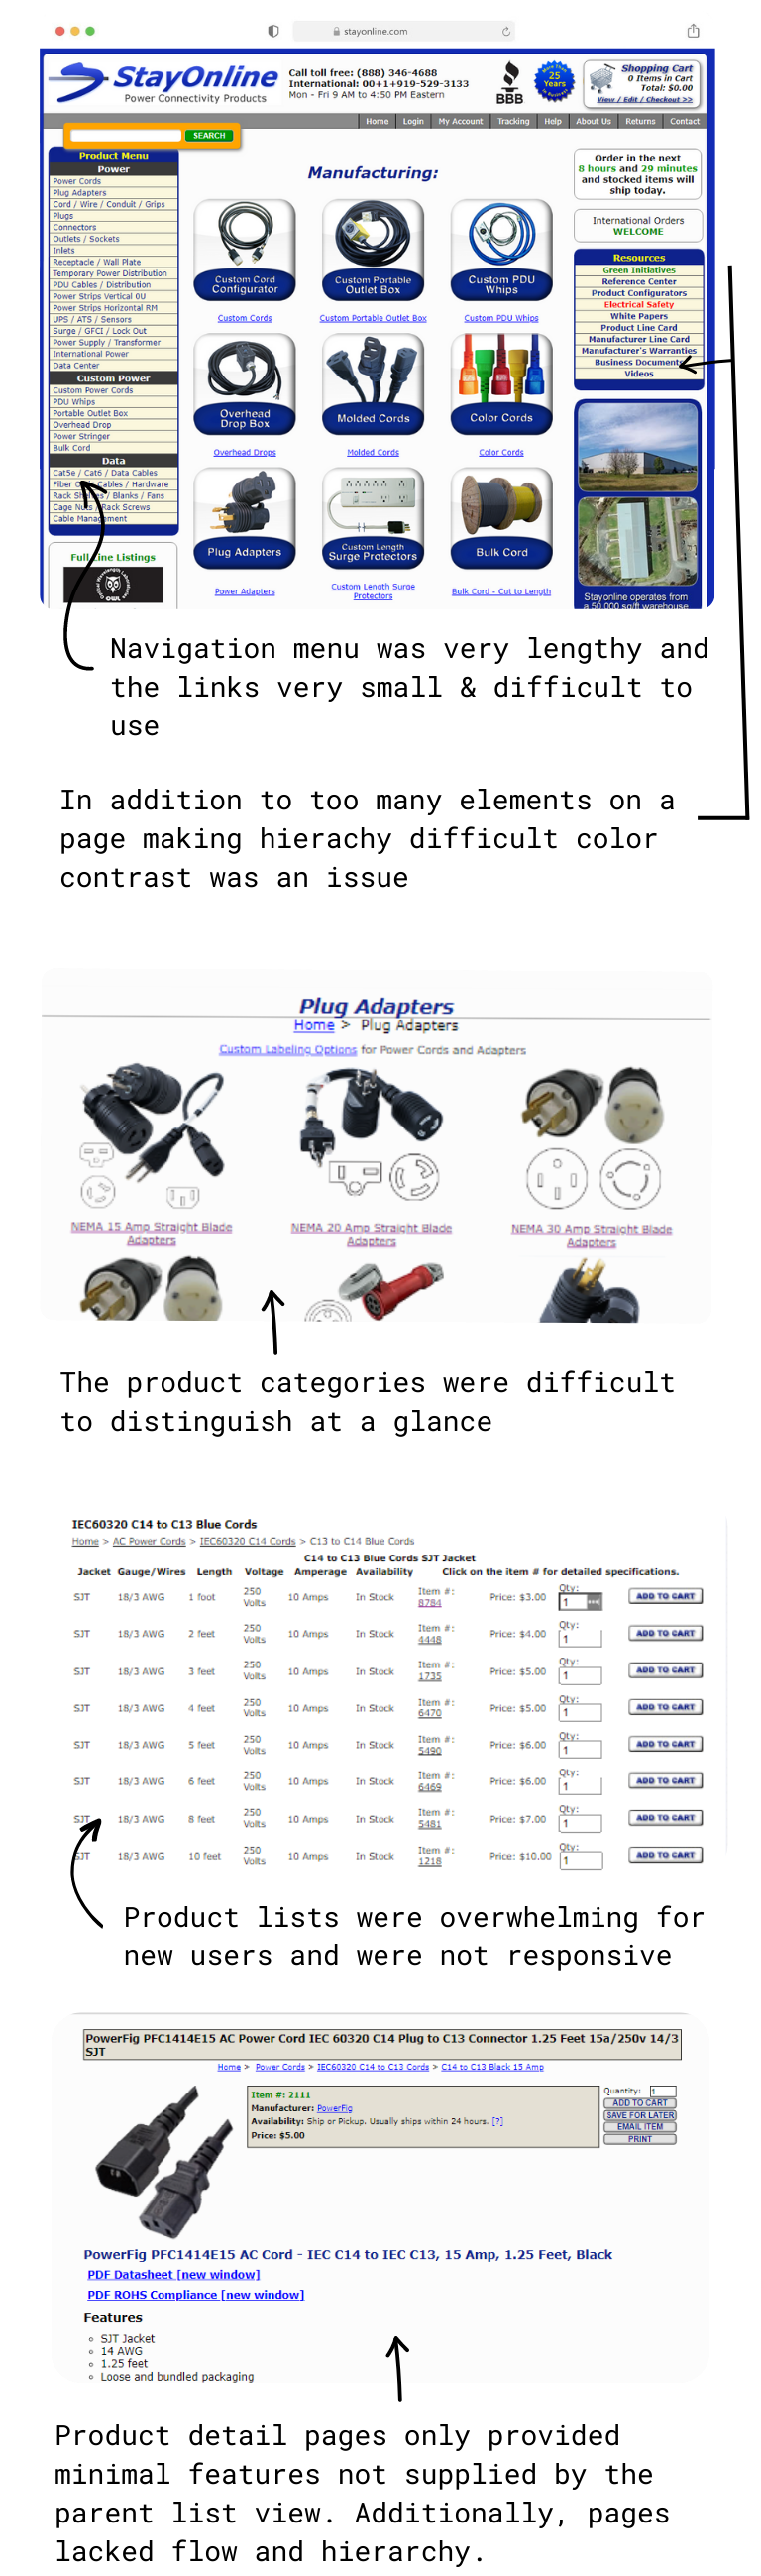 stayonline.com
StayOnline
Power Connectivity Products
Call toll free: (888) 346-4688
International: 00+1+919-529-3133
Mon - Fri 9 AM to 4:50 PM Eastern
BBB
25
Years
Shopping Cart
0 Items in Cart
Total: $0.00
View / Edit / Checkout >>
Home Login My Account Tracking Help About Us Returns Contact
SEARCH
Product Menu
Power
Power Cords
Plug Adapters
Cord / Wire / Conduit / Grips
Plugs
Connectors
Outlets / Sockets
Inlets
Receptacle / Wall Plate
Temporary Power Distribution
PDU Cables / Distribution
Power Strips Vertical 0U
Power Strips Horizontal RM
UPS / ATS / Sensors
Surge / GFCI / Lock Out
Power Supply / Transformer
International Power
Data Center
Custom Power
Custom Power Cords
PDU Whips
Portable Outlet Box
Overhead Drop
Power Stringer
Bulk Cord
Data
Cat5e / Cat6 / Data Cables
Fiber Cables / Hardware
Rack / Blanks / Fans
Cage Rack Screws
Cable Management
Full Line Listings
OWL
Manufacturing:
Custom Cord
Configurator
Custom Portable
Outlet Box
Custom PDU
Whips
Custom Cords
Custom Portable Outlet Box
Custom PDU Whips
Overhead
Drop Box
Molded Cords
Color Cords
Overhead Drops
Molded Cords
Color Cords
Plug Adapters
Custom Length
Surge Protectors
Bulk Cord
Power Adapters
Custom Length Surge
Protectors
Bulk Cord - Cut to Length
Order in the next
8 hours and 29 minutes
and stocked items will
ship today.
International Orders
WELCOME
Resources
Green Initiatives
Reference Center
Product Configurators
Electrical Safety
White Papers
Product Line Card
Manufacturer Line Card
Manufacturer's Warranties
Business Documents
Videos
Stayonline operates from
a 50,000 sq/ft warehouse
Navigation menu was very lengthy and
the links very small & difficult to
use
In addition to too many elements on a
page making hierachy difficult color
contrast was an issue
Plug Adapters
Home > Plug Adapters
Custom Labeling Options for Power Cords and Adapters
NEMA 15 Amp Straight Blade
Adapters
NEMA 20 Amp Straight Blade
Adapters
NEMA 30 Amp Straight Blade
Adapters
The product categories were difficult
to distinguish at a glance
IEC60320 C14 to C13 Blue Cords
Home > AC Power Cords > IEC60320 C14 Cords > C13 to C14 Blue Cords
C14 to C13 Blue Cords SJT Jacket
Jacket Gauge/Wires Length Voltage Amperage Availability Click on the item # for detailed specifications.
SJT 18/3 AWG 1 foot 250 Volts 10 Amps In Stock Item #: 8784 Price: $3.00 Qty: 1 ADD TO CART
SJT 18/3 AWG 2 feet 250 Volts 10 Amps In Stock Item #: 4448 Price: $4.00 Qty: 1 ADD TO CART
SJT 18/3 AWG 3 feet 250 Volts 10 Amps In Stock Item #: 1735 Price: $5.00 Qty: 1 ADD TO CART
SJT 18/3 AWG 4 feet 250 Volts 10 Amps In Stock Item #: 6470 Price: $5.00 Qty: 1 ADD TO CART
SJT 18/3 AWG 5 feet 250 Volts 10 Amps In Stock Item #: 5490 Price: $6.00 Qty: 1 ADD TO CART
SJT 18/3 AWG 6 feet 250 Volts 10 Amps In Stock Item #: 6469 Price: $6.00 Qty: 1 ADD TO CART
SJT 18/3 AWG 8 feet 250 Volts 10 Amps In Stock Item #: 5481 Price: $7.00 Qty: 1 ADD TO CART
SJT 18/3 AWG 10 feet 250 Volts 10 Amps In Stock Item #: 1218 Price: $10.00 Qty: 1 ADD TO CART
Product lists were overwhelming for
new users and were not responsive
PowerFig PFC1414E15 AC Power Cord IEC 60320 C14 Plug to C13 Connector 1.25 Feet 15a/250v 14/3
SJT
Home > Power Cords > IEC60320 C14 to C13 Cords > C14 to C13 Black 15 Amp
Item #: 2111
Manufacturer: PowerFig
Availability: Ship or Pickup. Usually ships within 24 hours. [?]
Price: $5.00
Quantity: 1
ADD TO CART
SAVE FOR LATER
EMAIL ITEM
PRINT
PowerFig PFC1414E15 AC Cord - IEC C14 to IEC C13, 15 Amp, 1.25 Feet, Black
PDF Datasheet [new window]
PDF ROHS Compliance [new window]
Features
SJT Jacket
14 AWG
1.25 feet
Loose and bundled packaging
Product detail pages only provided
minimal features not supplied by the
parent list view. Additionally, pages
lacked flow and hierarchy.